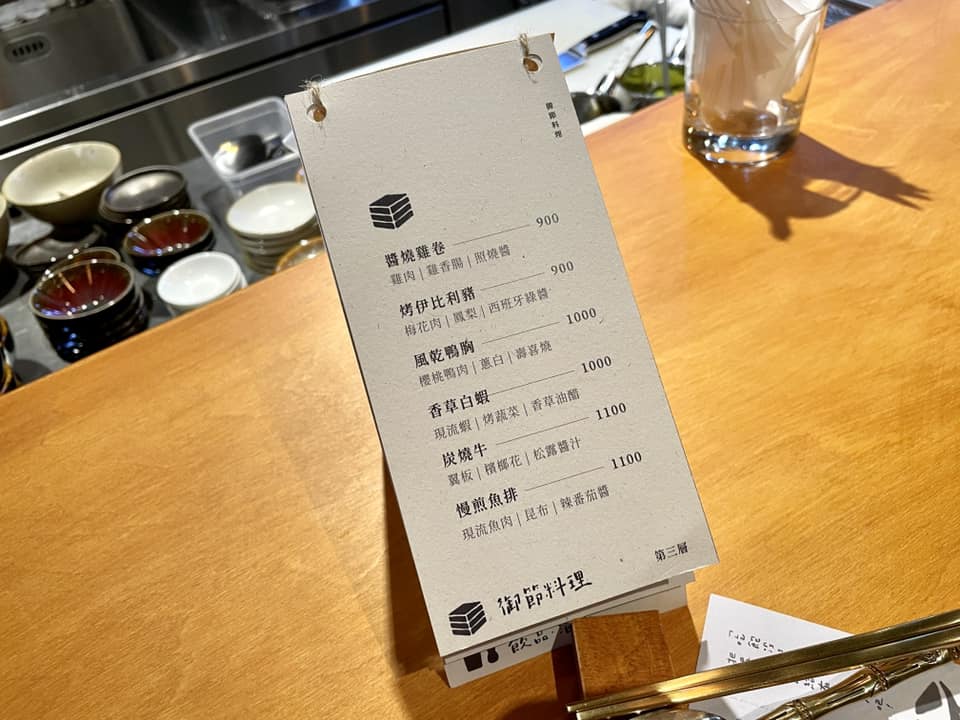 御節料理
醬燒雞卷 900
雞肉 | 雞香腸 | 照燒醬
烤伊比利豬 900
梅花肉 | 鳳梨 | 西班牙綠醬
風乾鴨胸 1000
櫻桃鴨肉 | 蔥白 | 壽喜燒
香草白蝦 1000
現流蝦 | 烤蔬菜 | 香草油醋
炭燒牛 1100
翼板 | 檳榔花 | 松露醬汁
慢煎魚排 1100
現流魚肉 | 昆布 | 辣番茄醬
第三層
御節料理
飲品